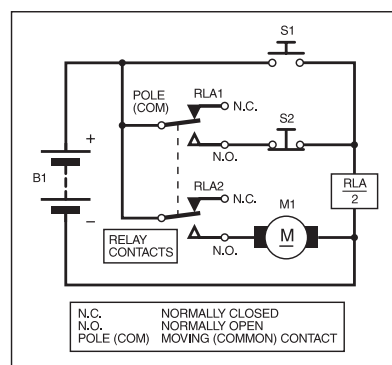 S1
POLE
(COM)
RLA1
N.C.
S2
N.O.
+
B1
−
RLA2
N.C.
RLA
2
M1
M
N.O.
RELAY
CONTACTS
N.C. NORMALLY CLOSED
N.O. NORMALLY OPEN
POLE (COM) MOVING (COMMON) CONTACT